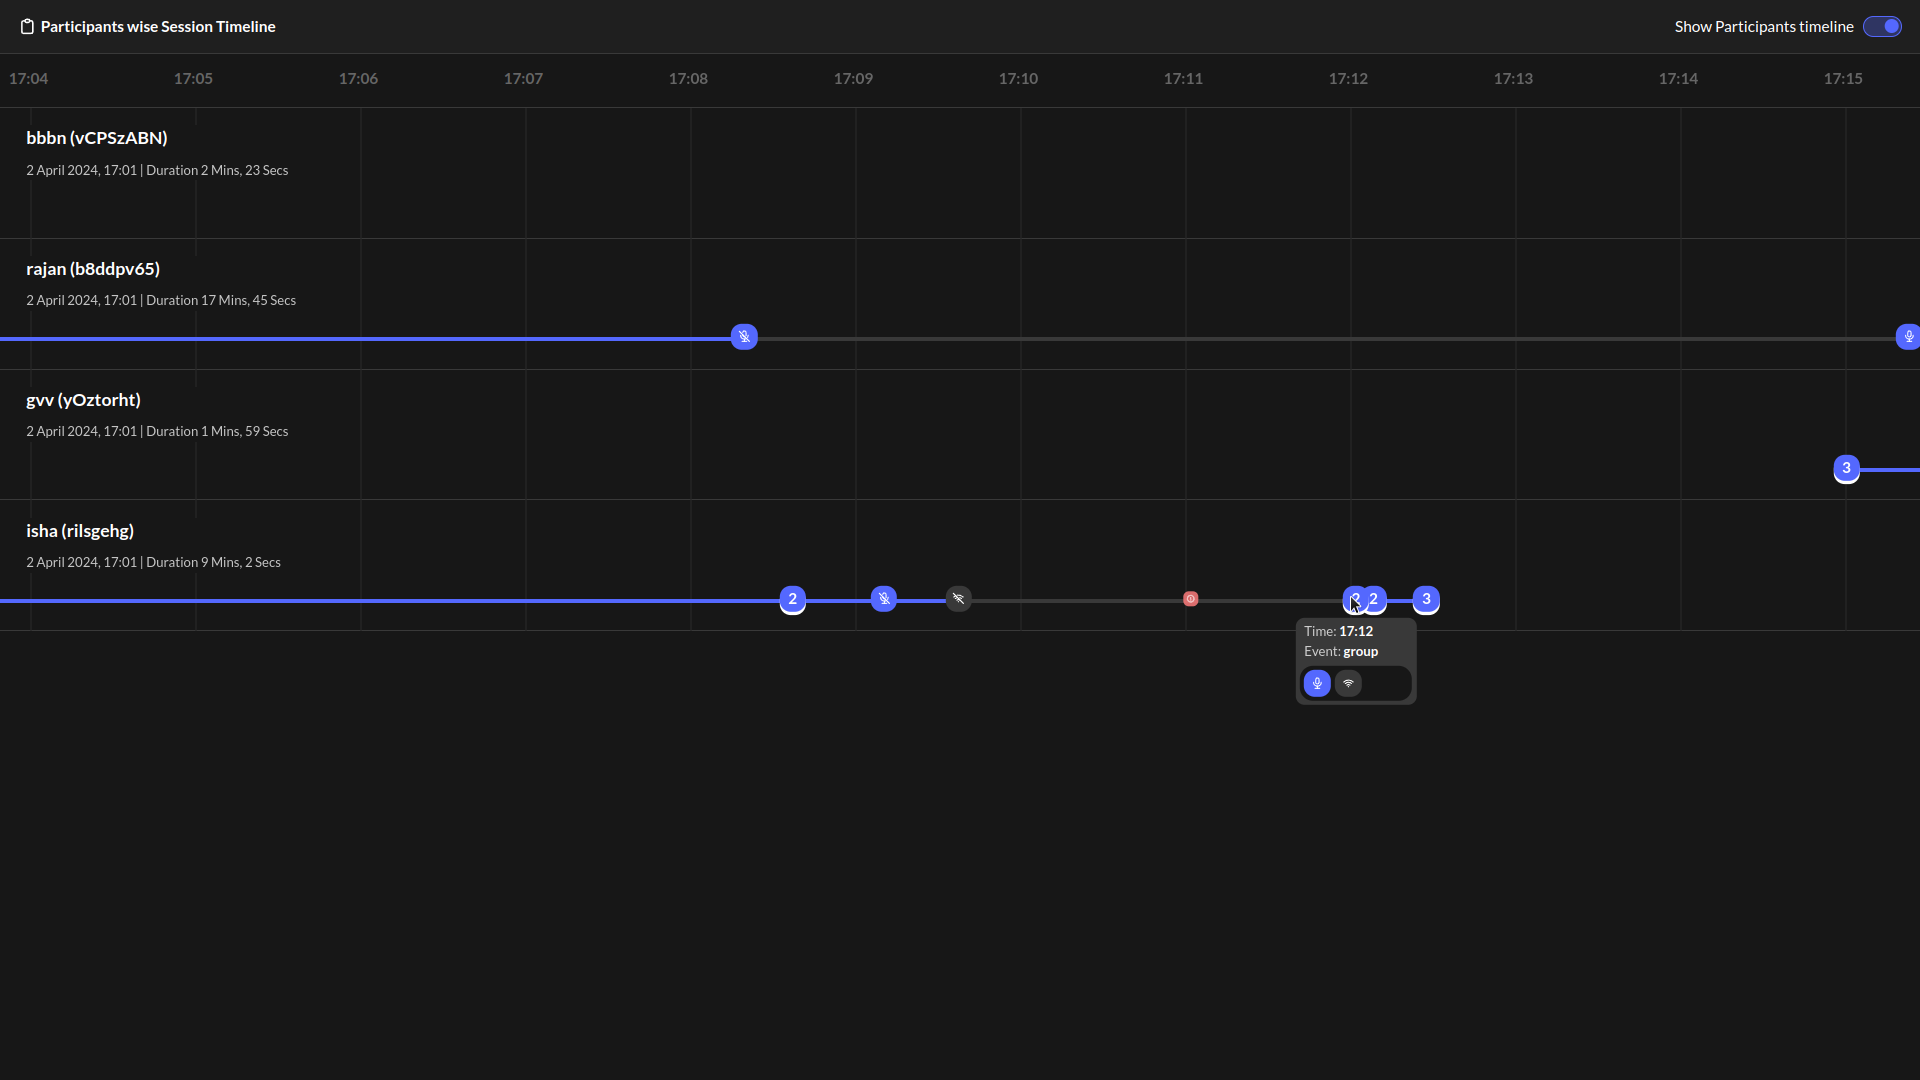 Participants wise Session Timeline
Show Participants timeline
17:04 17:05 17:06 17:07 17:08 17:09 17:10 17:11 17:12 17:13 17:14 17:15
bbbn (vCPSzABN)
2 April 2024, 17:01 | Duration 2 Mins, 23 Secs
rajan (b8ddpv65)
2 April 2024, 17:01 | Duration 17 Mins, 45 Secs
gvv (yOztorht)
2 April 2024, 17:01 | Duration 1 Mins, 59 Secs
3
isha (rilsgehg)
2 April 2024, 17:01 | Duration 9 Mins, 2 Secs
2 2 3
Time: 17:12
Event: group